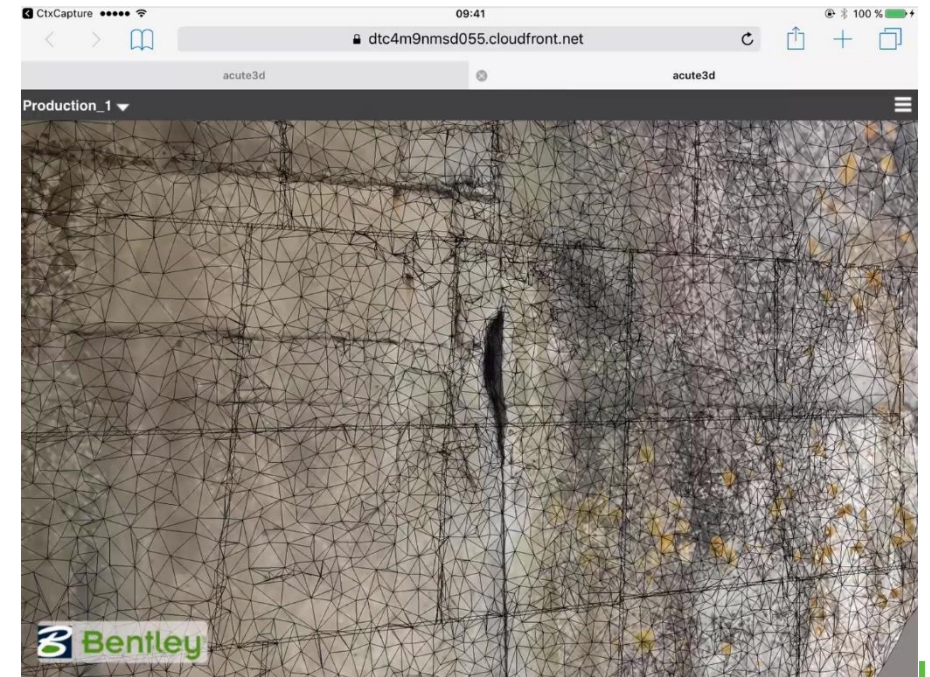 CtxCapture 09:41 100 %
dtc4m9nmsd055.cloudfront.net
acute3d acute3d
Production_1
Bentley